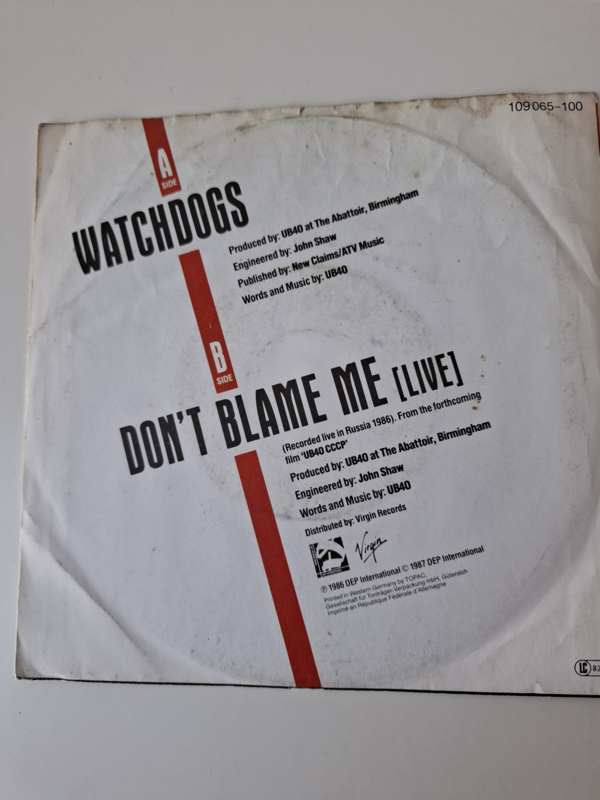 109 065-100
A
SIDE
WATCHDOGS
Produced by: UB40 at The Abattoir, Birmingham
Engineered by: John Shaw
Published by: New Claims/ATV Music
Words and Music by: UB40
B
SIDE
DON'T BLAME ME [LIVE]
(Recorded live in Russia 1986). From the forthcoming
film 'UB40 CCCP'
Produced by: UB40 at The Abattoir, Birmingham
Engineered by: John Shaw
Words and Music by: UB40
Distributed by: Virgin Records
Virgin
℗ 1986 DEP International © 1987 DEP International
Printed in Western Germany by TOPAC,
Gesellschaft für Tonträger-Verpackung mbH, Gütersloh
Imprimé en République Fédérale d'Allemagne
LC